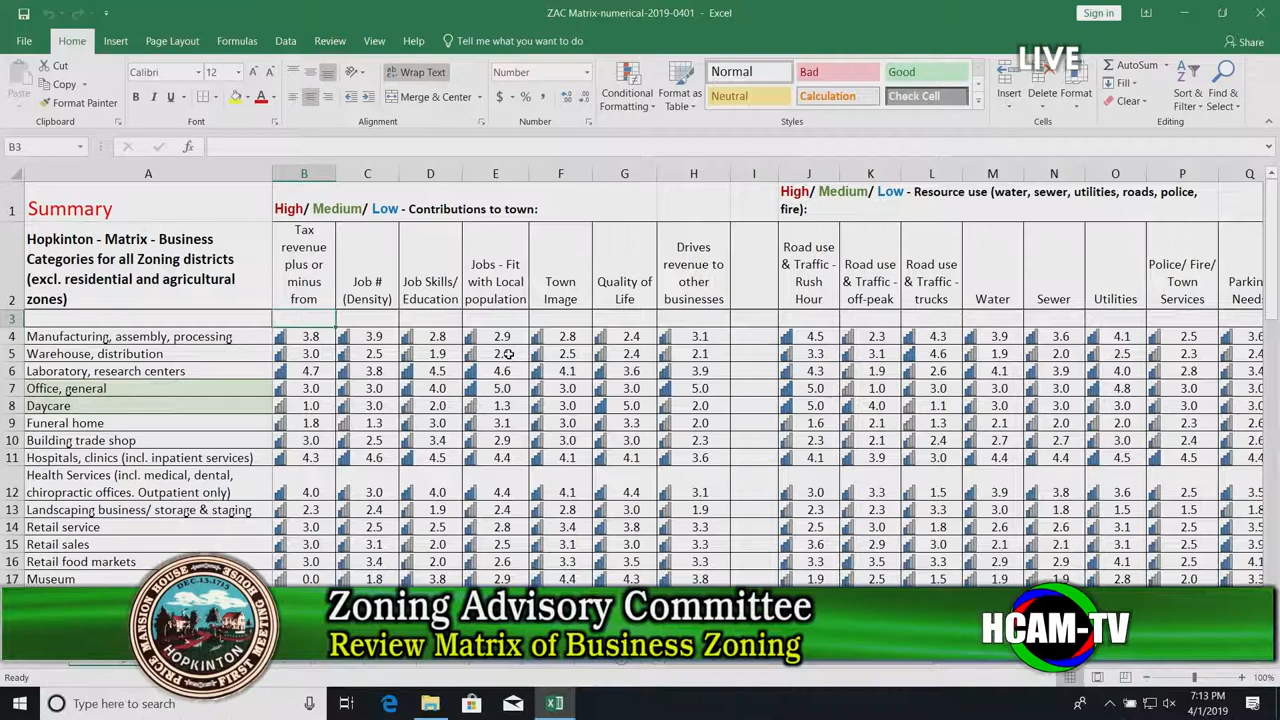 ZAC Matrix-numerical-2019-0401 - Excel
Sign in
File Home Insert Page Layout Formulas Data Review View Help Tell me what you want to do
Share
LIVE
Paste
Cut
Copy
Format Painter
Clipboard
Calibri 12
B I U
Font
Wrap Text
Merge & Center
Alignment
Number
$ % ,
Number
Conditional Formatting
Format as Table
Normal Bad Good
Neutral Calculation Check Cell
Styles
Insert Delete Format
Cells
AutoSum
Fill
Clear
Sort & Filter
Find & Select
Editing
B3
fx
A B C D E F G H I J K L M N O P Q
1 Summary
High/ Medium/ Low - Contributions to town:
High/ Medium/ Low - Resource use (water, sewer, utilities, roads, police, fire):
2 Hopkinton - Matrix - Business Categories for all Zoning districts (excl. residential and agricultural zones)
Tax revenue plus or minus from
Job # (Density)
Job Skills/ Education
Jobs - Fit with Local population
Town Image
Quality of Life
Drives revenue to other businesses
Road use & Traffic - Rush Hour
Road use & Traffic - off-peak
Road use & Traffic - trucks
Water
Sewer
Utilities
Police/ Fire/ Town Services
Parkin Needs
3
4 Manufacturing, assembly, processing 3.8 3.9 2.8 2.9 2.8 2.4 3.1 4.5 2.3 4.3 3.0 3.6 4.1 2.5 3.6
5 Warehouse, distribution 3.0 2.5 1.9 2.5 2.0 2.1 3.3 3.1 4.6 1.9 2.0 2.5 2.3 2.4
6 Laboratory, research centers 4.7 3.8 4.5 4.6 4.1 3.6 3.9 4.3 1.9 2.6 4.1 3.9 4.0 2.8 3.4
7 Office, general 3.0 3.0 4.0 5.0 3.0 3.0 5.0 5.0 1.0 3.0 3.0 3.0 4.8 2.0 4.0
8 Daycare 1.0 3.0 2.0 1.3 3.0 5.0 2.0 5.0 4.0 1.1 3.0 3.0 3.0 2.0 3.0
9 Funeral home 1.8 1.3 3.0 3.1 3.0 3.3 2.0 1.6 2.1 1.3 2.1 2.0 2.0 2.3
10 Building trade shop 3.0 2.5 3.4 2.9 3.0 3.0 2.3 2.3 2.1 2.4 2.7 2.7 3.0 2.0 2.4
11 Hospitals, clinics (incl. inpatient services) 4.3 4.6 4.5 4.4 4.1 4.1 3.6 4.1 3.9 3.0 4.4 4.4 4.5 4.5
12 Health Services (incl. medical, dental, chiropractic offices. Outpatient only) 4.0 3.0 4.0 4.4 4.1 4.0 3.1 3.0 3.3 1.5 3.9 3.8 3.6 2.5 3.5
13 Landscaping business/ storage & staging 2.3 2.4 1.9 2.4 2.8 3.0 1.9 2.5 2.3 3.4 3.0 1.8 1.5 1.5 1.8
14 Retail service 3.0 2.5 2.5 2.8 3.4 3.8 3.3 2.5 3.0 1.8 2.6 2.6 3.1 2.5
15 Retail sales 3.0 3.1 2.0 2.5 3.1 3.0 3.3 3.6 2.9 2.5 2.1 2.1 3.1 2.5 3.9
16 Retail food markets 3.0 3.4 2.0 2.6 3.3 3.5 3.3 3.3 3.5 3.3 2.9 2.9 4.1 2.3
17 Museum 0.0 1.8 3.8 2.9 4.4 4.3 3.8 1.9 2.5 1.5 1.9 1.9 2.8 2.0
Zoning Advisory Committee
Review Matrix of Business Zoning
HCAM-TV
PRICE MANSION HOUSE
DEC. 13. 1715
FIRST MEETING HOUSE
HOPKINTON
Ready
100%
Type here to search
7:13 PM
4/1/2019